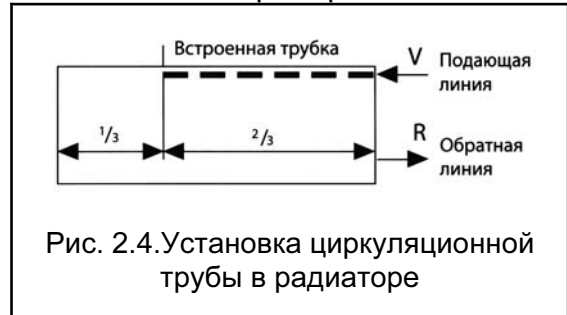 Встроенная трубка
V Подающая
линия
1/3
2/3
R Обратная
линия
Рис. 2.4.Установка циркуляционной
трубы в радиаторе